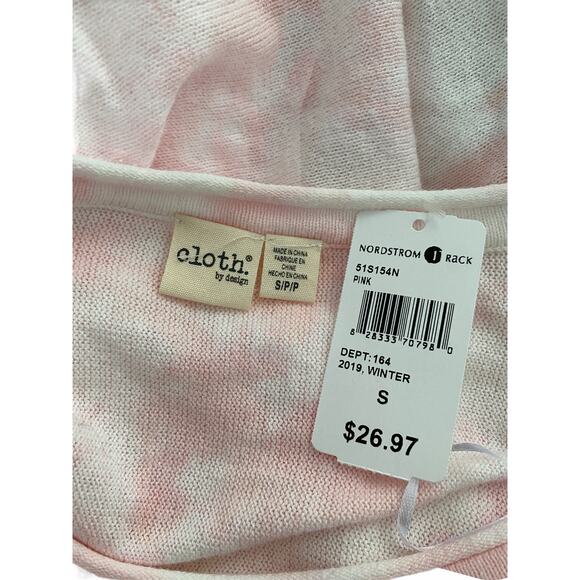 cloth.®
by design
MADE IN CHINA
FABRIQUE EN
CHINE
HECHO EN CHINA
S/P/P
NORDSTROM RACK
51S154N
PINK
8 28333 70798 0
DEPT: 164
2019, WINTER
S
$26.97